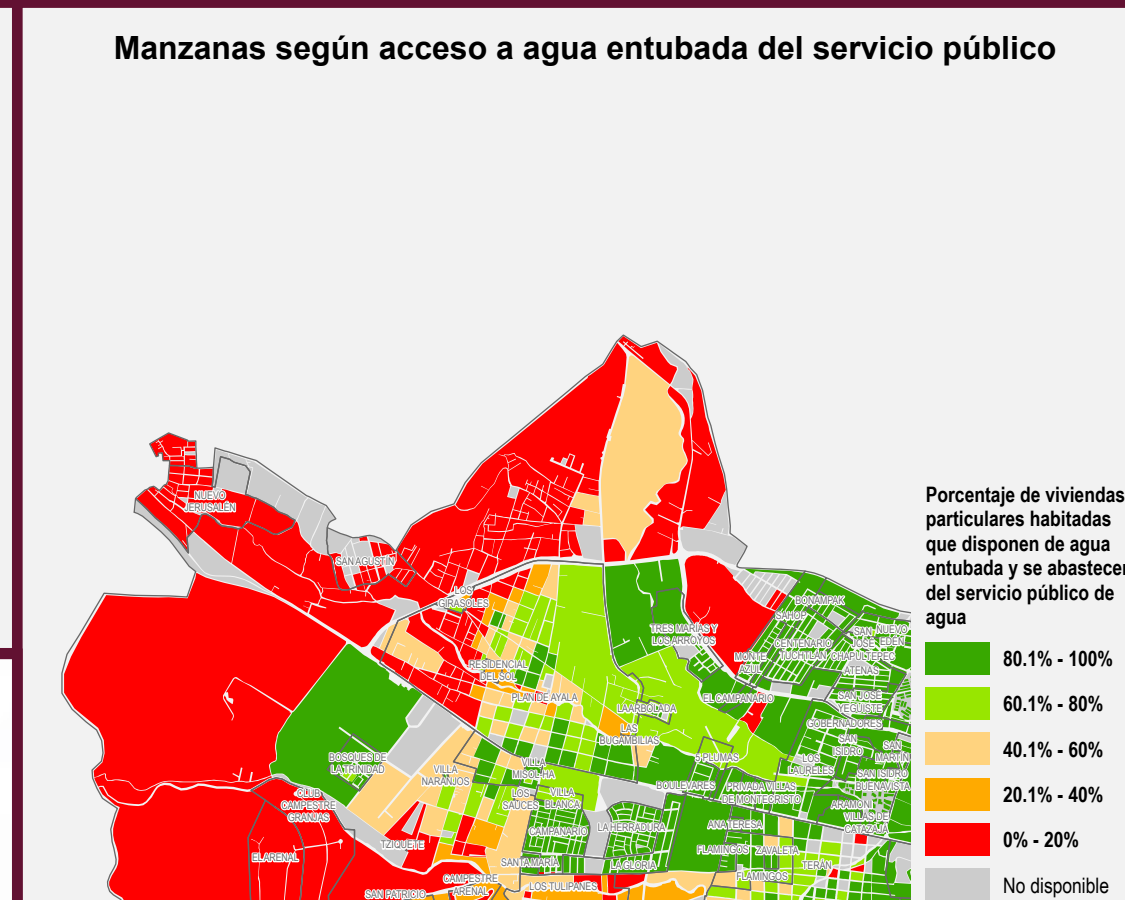 Manzanas según acceso a agua entubada del servicio público
NUEVO
JERUSALÉN
SAN AGUSTÍN
LOS
GIRASOLES
RESIDENCIAL
DEL SOL
PLAN DE AYALA
TRES MARÍAS Y
LOS ARROYOS
MONTE
AZUL
BONAMPAK
SAHOP
CENTENARIO
TUCHTLÁN
SAN
JOSÉ
NUEVO
EDÉN
CHAPULTEPEC
ATENAS
EL CAMPANARIO
SAN JOSÉ
YEGUISTE
GOBERNADORES
LA ARBOLADA
LAS
BUGAMBILIAS
5 PLUMAS
SAN
ISIDRO
SAN
MARTÍN
LOS
LAURELES
SAN ISIDRO
BUENAVISTA
BOSQUES DE
LA TRINIDAD
VILLA
NARANJOS
VILLA
MISOL-HA
BOULEVARES
PRIVADA VILLAS
DE MONTECRISTO
CLUB
CAMPESTRE
GRANJAS
LOS
SAUCES
VILLA
BLANCA
ARAMONI
VILLAS DE
CATAZAJÁ
CAMPANARIO
LA HERRADURA
ANA TERESA
TZIQUETE
FLAMINGOS
ZAVALETA
EL ARENAL
SANTA MARÍA
LA GLORIA
TERÁN
CAMPESTRE
ARENAL
LOS TULIPANES
FLAMINGOS
SAN PATRICIO
Porcentaje de viviendas
particulares habitadas
que disponen de agua
entubada y se abastecen
del servicio público de
agua
80.1% - 100%
60.1% - 80%
40.1% - 60%
20.1% - 40%
0% - 20%
No disponible